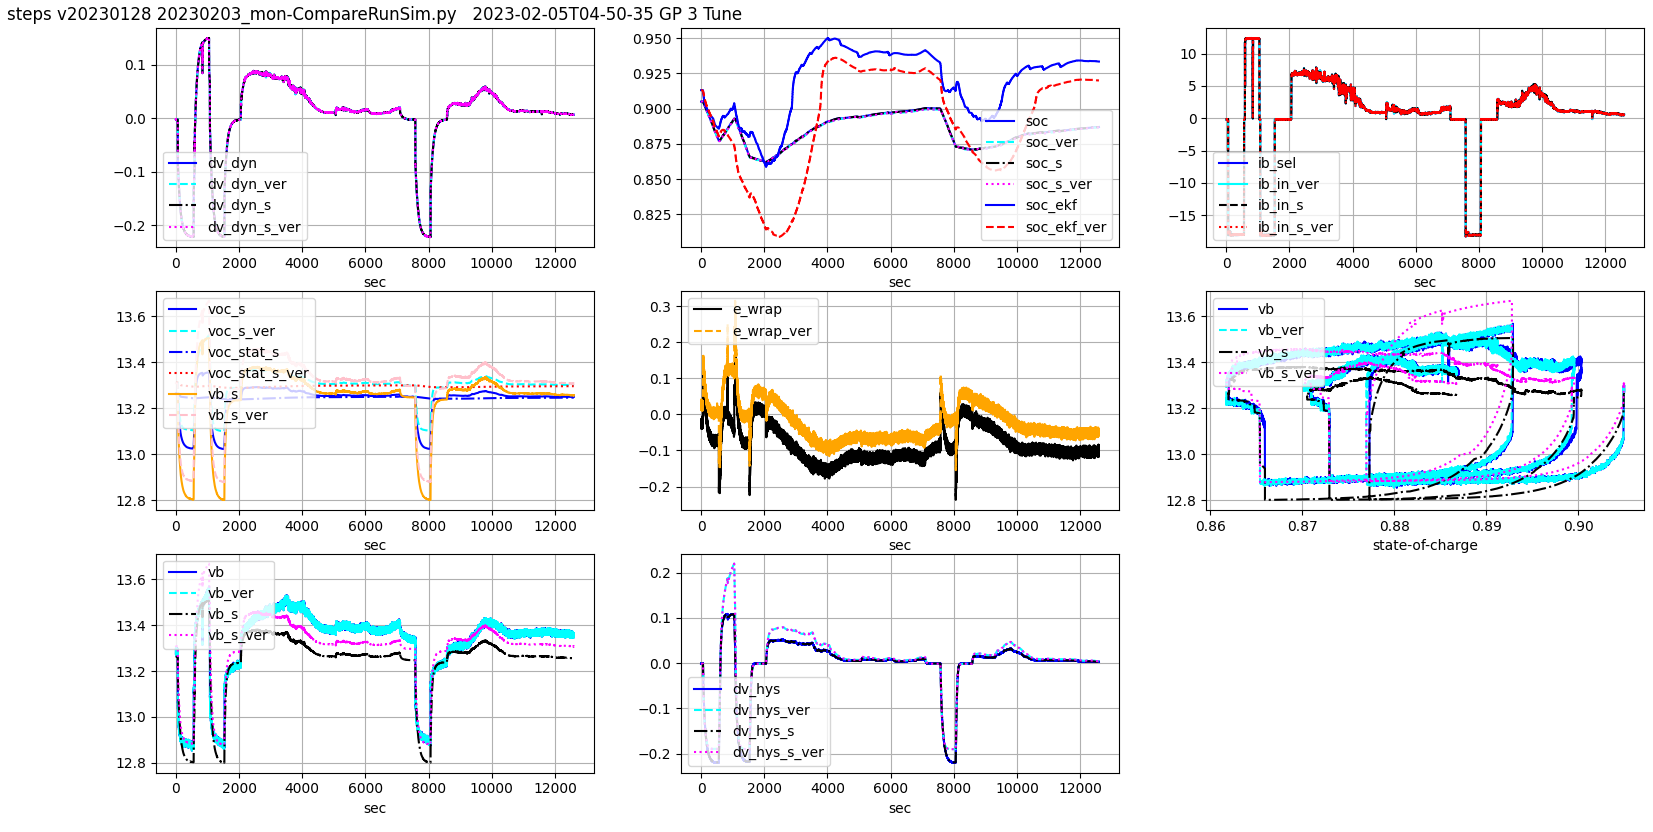 steps v20230128 20230203_mon-CompareRunSim.py   2023-02-05T04-50-35 GP 3 Tune
0.1
0.0
−0.1
−0.2
dv_dyn
dv_dyn_ver
dv_dyn_s
dv_dyn_s_ver
0 2000 4000 6000 8000 10000 12000
sec
0.950
0.925
0.900
0.875
0.850
0.825
soc
soc_ver
soc_s
soc_s_ver
soc_ekf
soc_ekf_ver
0 2000 4000 6000 8000 10000 12000
sec
10
5
0
−5
−10
−15
ib_sel
ib_in_ver
ib_in_s
ib_in_s_ver
0 2000 4000 6000 8000 10000 12000
sec
13.6
13.4
13.2
13.0
12.8
voc_s
voc_s_ver
voc_stat_s
voc_stat_s_ver
vb_s
vb_s_ver
0 2000 4000 6000 8000 10000 12000
sec
0.3
0.2
0.1
0.0
−0.1
−0.2
e_wrap
e_wrap_ver
0 2000 4000 6000 8000 10000 12000
sec
13.6
13.4
13.2
13.0
12.8
vb
vb_ver
vb_s
vb_s_ver
0.86 0.87 0.88 0.89 0.90
state-of-charge
13.6
13.4
13.2
13.0
12.8
vb
vb_ver
vb_s
vb_s_ver
0 2000 4000 6000 8000 10000 12000
sec
0.2
0.1
0.0
−0.1
−0.2
dv_hys
dv_hys_ver
dv_hys_s
dv_hys_s_ver
0 2000 4000 6000 8000 10000 12000
sec